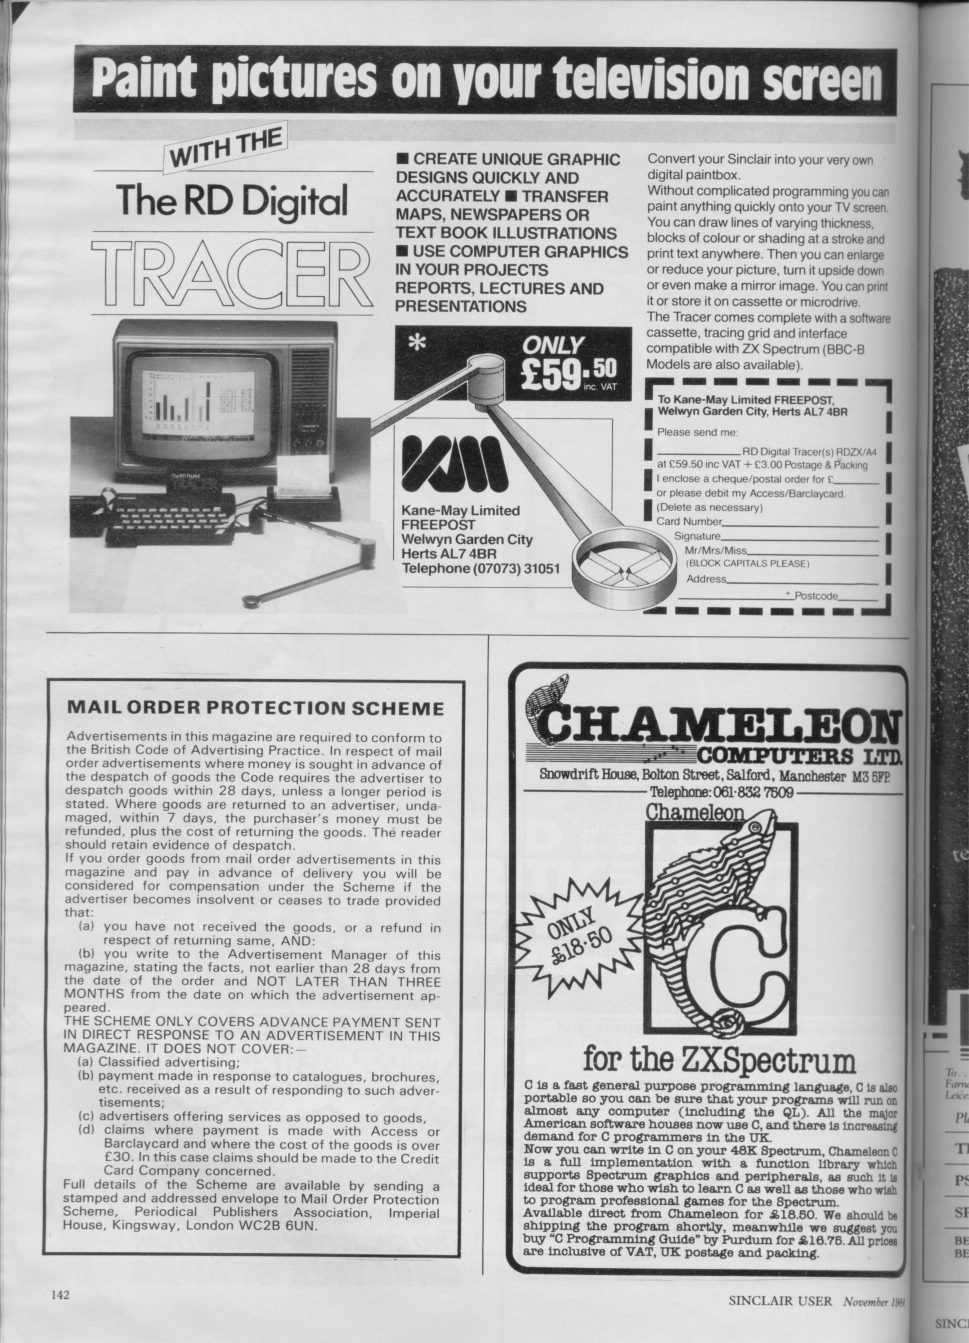 Paint pictures on your television screen
WITH THE
The RD Digital
TRACER
■ CREATE UNIQUE GRAPHIC
DESIGNS QUICKLY AND
ACCURATELY ■ TRANSFER
MAPS, NEWSPAPERS OR
TEXT BOOK ILLUSTRATIONS
■ USE COMPUTER GRAPHICS
IN YOUR PROJECTS
REPORTS, LECTURES AND
PRESENTATIONS
* ONLY
£59.50
inc. VAT
KM
Kane-May Limited
FREEPOST
Welwyn Garden City
Herts AL7 4BR
Telephone (07073) 31051
Convert your Sinclair into your very own
digital paintbox.
Without complicated programming you can
paint anything quickly onto your TV screen.
You can draw lines of varying thickness,
blocks of colour or shading at a stroke and
print text anywhere. Then you can enlarge
or reduce your picture, turn it upside down
or even make a mirror image. You can print
it or store it on cassette or microdrive.
The Tracer comes complete with a software
cassette, tracing grid and interface
compatible with ZX Spectrum (BBC-B
Models are also available).
To Kane-May Limited FREEPOST,
Welwyn Garden City, Herts AL7 4BR
Please send me:
RD Digital Tracer(s) RDZX/A4
at £59.50 inc VAT + £3.00 Postage & Packing
I enclose a cheque/postal order for £
or please debit my Access/Barclaycard.
(Delete as necessary)
Card Number
Signature
Mr/Mrs/Miss
(BLOCK CAPITALS PLEASE)
Address
* Postcode
The RD Digital
TRACER
MAIL ORDER PROTECTION SCHEME
Advertisements in this magazine are required to conform to
the British Code of Advertising Practice. In respect of mail
order advertisements where money is sought in advance of
the despatch of goods the Code requires the advertiser to
despatch goods within 28 days, unless a longer period is
stated. Where goods are returned to an advertiser, unda-
maged, within 7 days, the purchaser's money must be
refunded, plus the cost of returning the goods. The reader
should retain evidence of despatch.
If you order goods from mail order advertisements in this
magazine and pay in advance of delivery you will be
considered for compensation under the Scheme if the
advertiser becomes insolvent or ceases to trade provided
that:
(a) you have not received the goods, or a refund in
respect of returning same, AND:
(b) you write to the Advertisement Manager of this
magazine, stating the facts, not earlier than 28 days from
the date of the order and NOT LATER THAN THREE
MONTHS from the date on which the advertisement ap-
peared.
THE SCHEME ONLY COVERS ADVANCE PAYMENT SENT
IN DIRECT RESPONSE TO AN ADVERTISEMENT IN THIS
MAGAZINE. IT DOES NOT COVER:—
(a) Classified advertising;
(b) payment made in response to catalogues, brochures,
etc. received as a result of responding to such adver-
tisements;
(c) advertisers offering services as opposed to goods,
(d) claims where payment is made with Access or
Barclaycard and where the cost of the goods is over
£30. In this case claims should be made to the Credit
Card Company concerned.
Full details of the Scheme are available by sending a
stamped and addressed envelope to Mail Order Protection
Scheme, Periodical Publishers Association, Imperial
House, Kingsway, London WC2B 6UN.
CHAMELEON
COMPUTERS LTD.
Snowdrift House, Bolton Street, Salford, Manchester M3 5FP.
Telephone: 061-832 7509
Chameleon
C
ONLY
£18·50
for the ZXSpectrum
C is a fast general purpose programming language, C is also
portable so you can be sure that your programs will run on
almost any computer (including the QL). All the major
American software houses now use C, and there is increasing
demand for C programmers in the UK.
Now you can write in C on your 48K Spectrum, Chameleon C
is a full implementation with a function library which
supports Spectrum graphics and peripherals, as such it is
ideal for those who wish to learn C as well as those who wish
to program professional games for the Spectrum.
Available direct from Chameleon for £18.50. We should be
shipping the program shortly, meanwhile we suggest you
buy "C Programming Guide" by Purdum for £16.75. All prices
are inclusive of VAT, UK postage and packing.
142
SINCLAIR USER November 1984